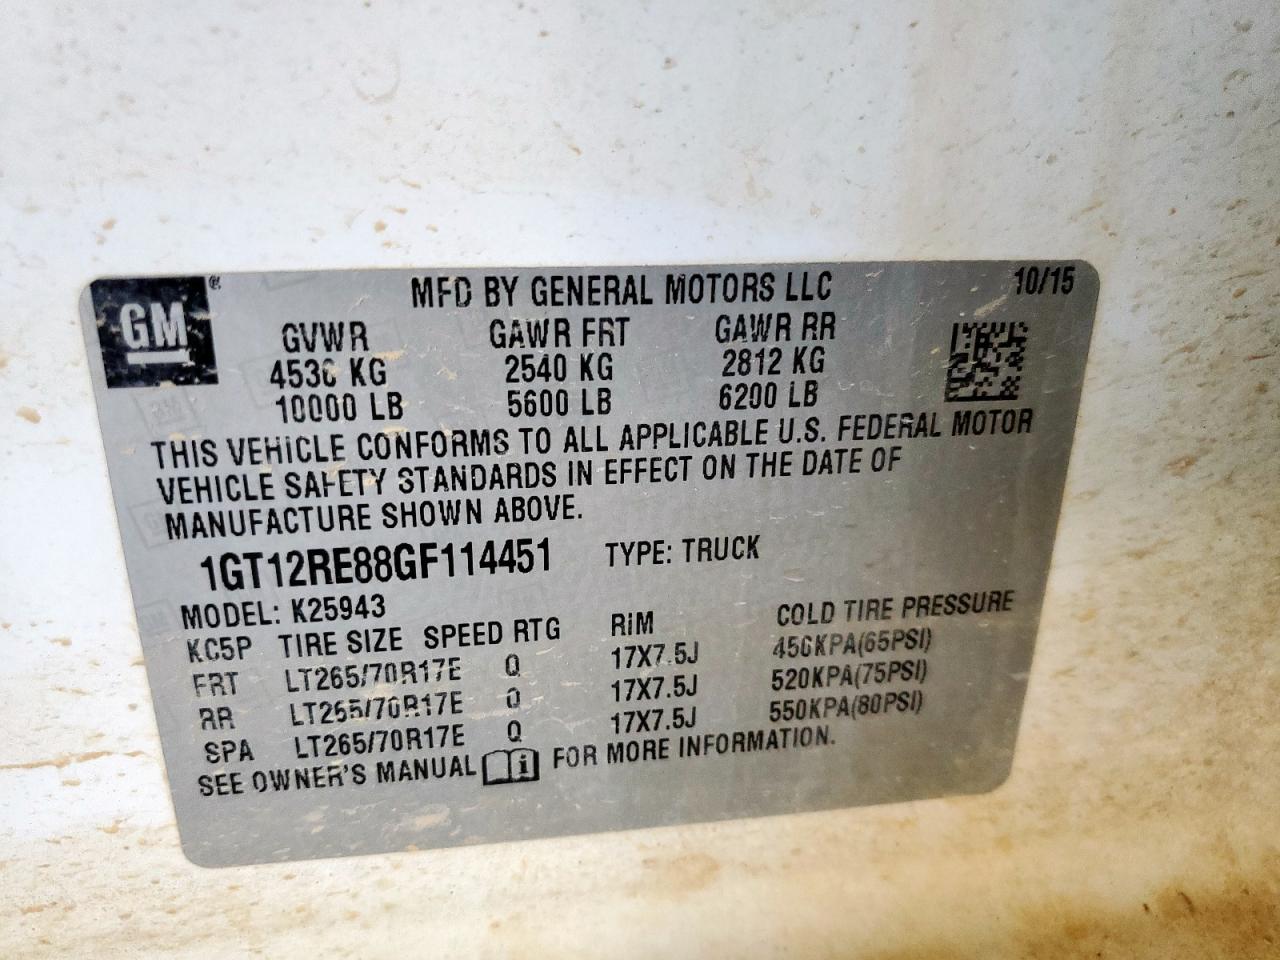 GM®
MFD BY GENERAL MOTORS LLC 10/15
GVWR GAWR FRT GAWR RR
4536 KG 2540 KG 2812 KG
10000 LB 5600 LB 6200 LB
THIS VEHICLE CONFORMS TO ALL APPLICABLE U.S. FEDERAL MOTOR
VEHICLE SAFETY STANDARDS IN EFFECT ON THE DATE OF
MANUFACTURE SHOWN ABOVE.
1GT12RE88GF114451 TYPE: TRUCK
MODEL: K25943
KC5P TIRE SIZE SPEED RTG RIM COLD TIRE PRESSURE
FRT LT265/70R17E Q 17X7.5J 450KPA(65PSI)
RR LT265/70R17E Q 17X7.5J 520KPA(75PSI)
SPA LT265/70R17E Q 17X7.5J 550KPA(80PSI)
SEE OWNER'S MANUAL i FOR MORE INFORMATION.